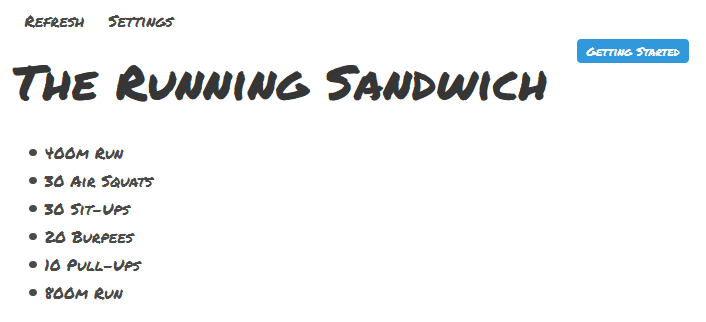 Refresh Settings
Getting Started
The Running Sandwich
400m Run
30 Air Squats
30 Sit-Ups
20 Burpees
10 Pull-Ups
800m Run